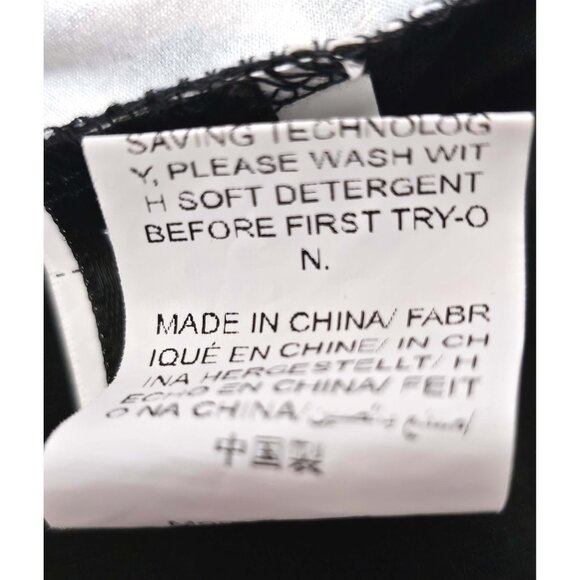 SAVING TECHNOLOG
Y, PLEASE WASH WIT
H SOFT DETERGENT
BEFORE FIRST TRY-O
N.
MADE IN CHINA/ FABR
IQUÉ EN CHINE/ IN CH
INA HERGESTELLT/ H
ECHO EN CHINA/ FEIT
O NA CHINA/
中国製